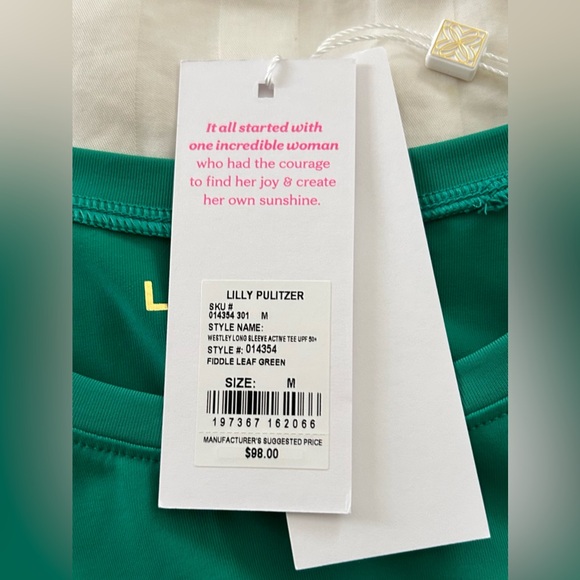 It all started with
one incredible woman
who had the courage
to find her joy & create
her own sunshine.
L
LILLY PULITZER
SKU #
014354 301 M
STYLE NAME:
WESTLEY LONG SLEEVE ACTIVE TEE UPF 50+
STYLE #: 014354
FIDDLE LEAF GREEN
SIZE: M
197367 162066
MANUFACTURER'S SUGGESTED PRICE
$98.00